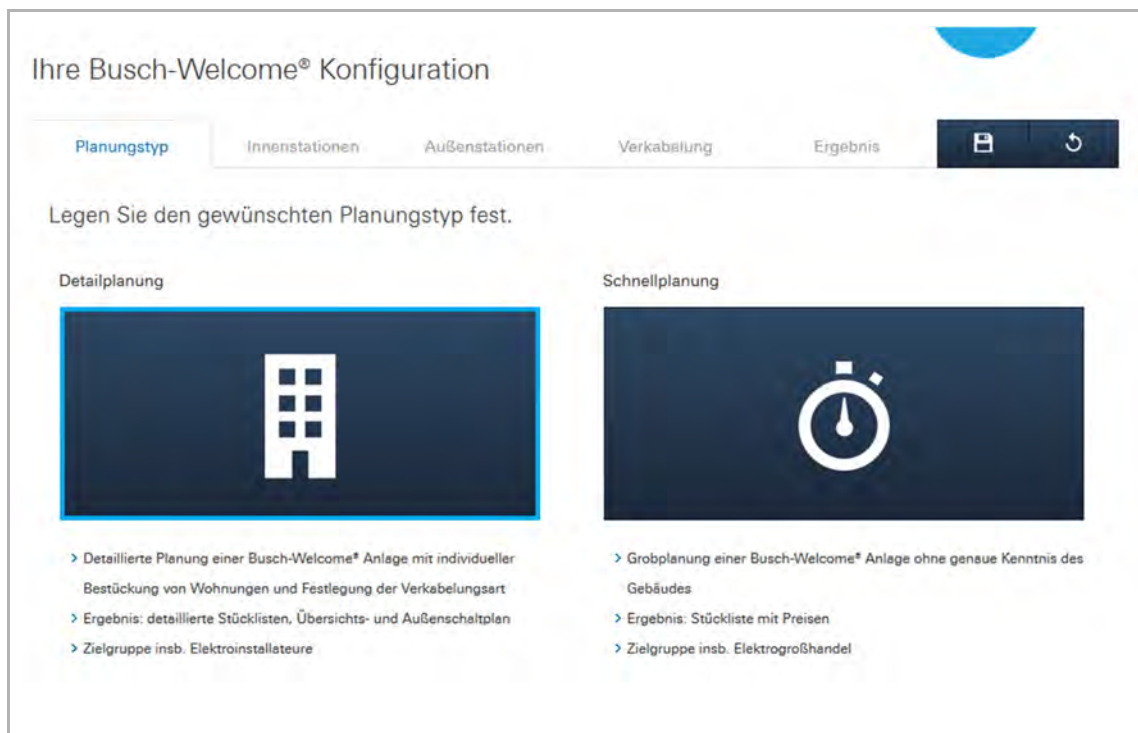 Ihre Busch-Welcome® Konfiguration
Planungstyp
Innenstationen
Außenstationen
Verkabelung
Ergebnis
Legen Sie den gewünschten Planungstyp fest.
Detailplanung
Detaillierte Planung einer Busch-Welcome® Anlage mit individueller
Bestückung von Wohnungen und Festlegung der Verkabelungsart
Ergebnis: detaillierte Stücklisten, Übersichts- und Außenschaltplan
Zielgruppe insb. Elektroinstallateure
Schnellplanung
Grobplanung einer Busch-Welcome® Anlage ohne genaue Kenntnis des
Gebäudes
Ergebnis: Stückliste mit Preisen
Zielgruppe insb. Elektrogroßhandel